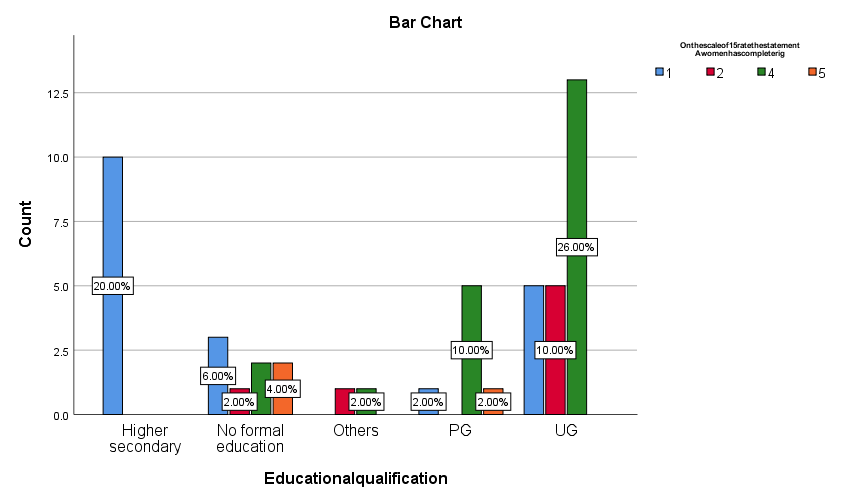 Bar Chart
Onthescaleof15ratethestatement
Awomenhascompleterig
1 2 4 5
Count
12.5
10.0
7.5
5.0
2.5
0.0
20.00%
6.00%
2.00%
4.00%
2.00%
2.00%
10.00%
2.00%
10.00%
26.00%
Higher
secondary
No formal
education
Others
PG
UG
Educationalqualification